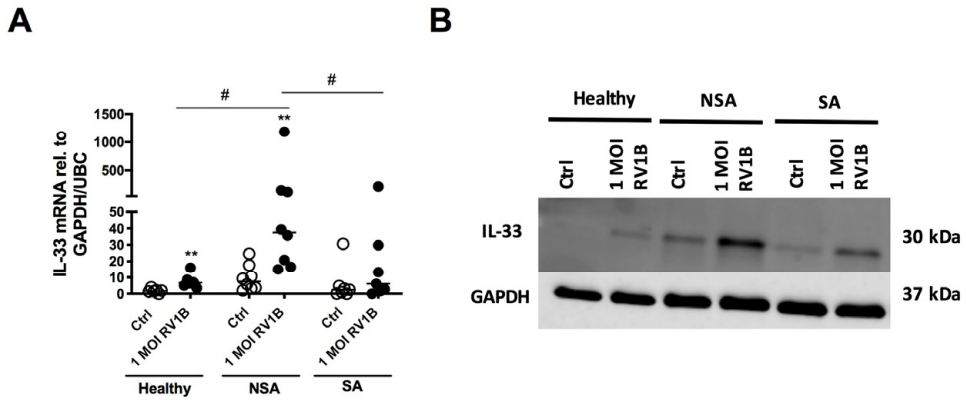 A
#
#
**
**
IL-33 mRNA rel. to
GAPDH/UBC
1500
1000
500
50
40
30
20
10
0
Ctrl
1 MOI RV1B
Ctrl
1 MOI RV1B
Ctrl
1 MOI RV1B
Healthy
NSA
SA
B
Healthy
NSA
SA
Ctrl
1 MOI
RV1B
Ctrl
1 MOI
RV1B
Ctrl
1 MOI
RV1B
IL-33
30 kDa
GAPDH
37 kDa